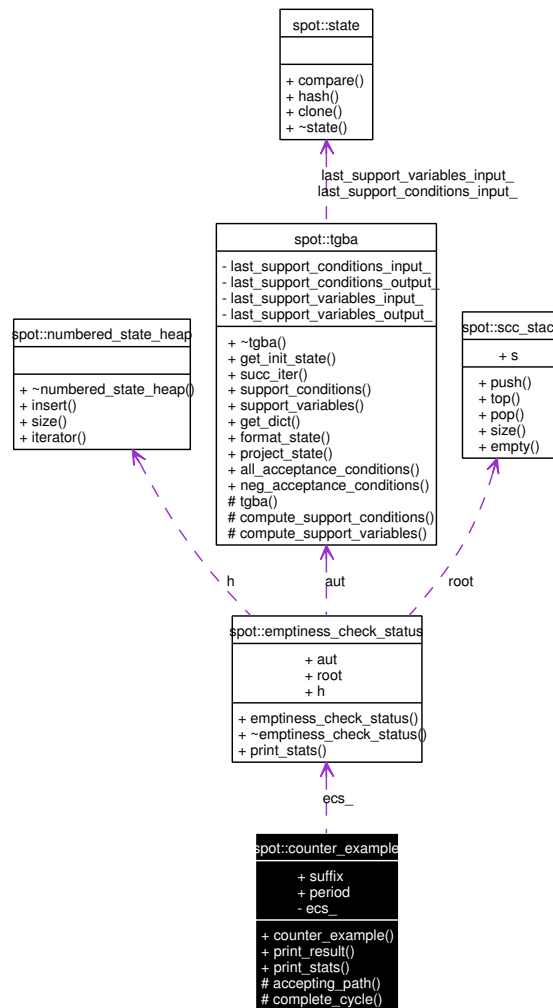 spot::state
+ compare()
+ hash()
+ clone()
+ ~state()
last_support_variables_input_
last_support_conditions_input_
spot::tgba
- last_support_conditions_input_
- last_support_conditions_output_
- last_support_variables_input_
- last_support_variables_output_
+ ~tgba()
+ get_init_state()
+ succ_iter()
+ support_conditions()
+ support_variables()
+ get_dict()
+ format_state()
+ project_state()
+ all_acceptance_conditions()
+ neg_acceptance_conditions()
# tgba()
# compute_support_conditions()
# compute_support_variables()
spot::numbered_state_heap
+ ~numbered_state_heap()
+ insert()
+ size()
+ iterator()
spot::scc_stac
+ s
+ push()
+ top()
+ pop()
+ size()
+ empty()
h
aut
root
spot::emptiness_check_status
+ aut
+ root
+ h
+ emptiness_check_status()
+ ~emptiness_check_status()
+ print_stats()
ecs_
spot::counter_example
+ suffix
+ period
- ecs_
+ counter_example()
+ print_result()
+ print_stats()
# accepting_path()
# complete_cycle()